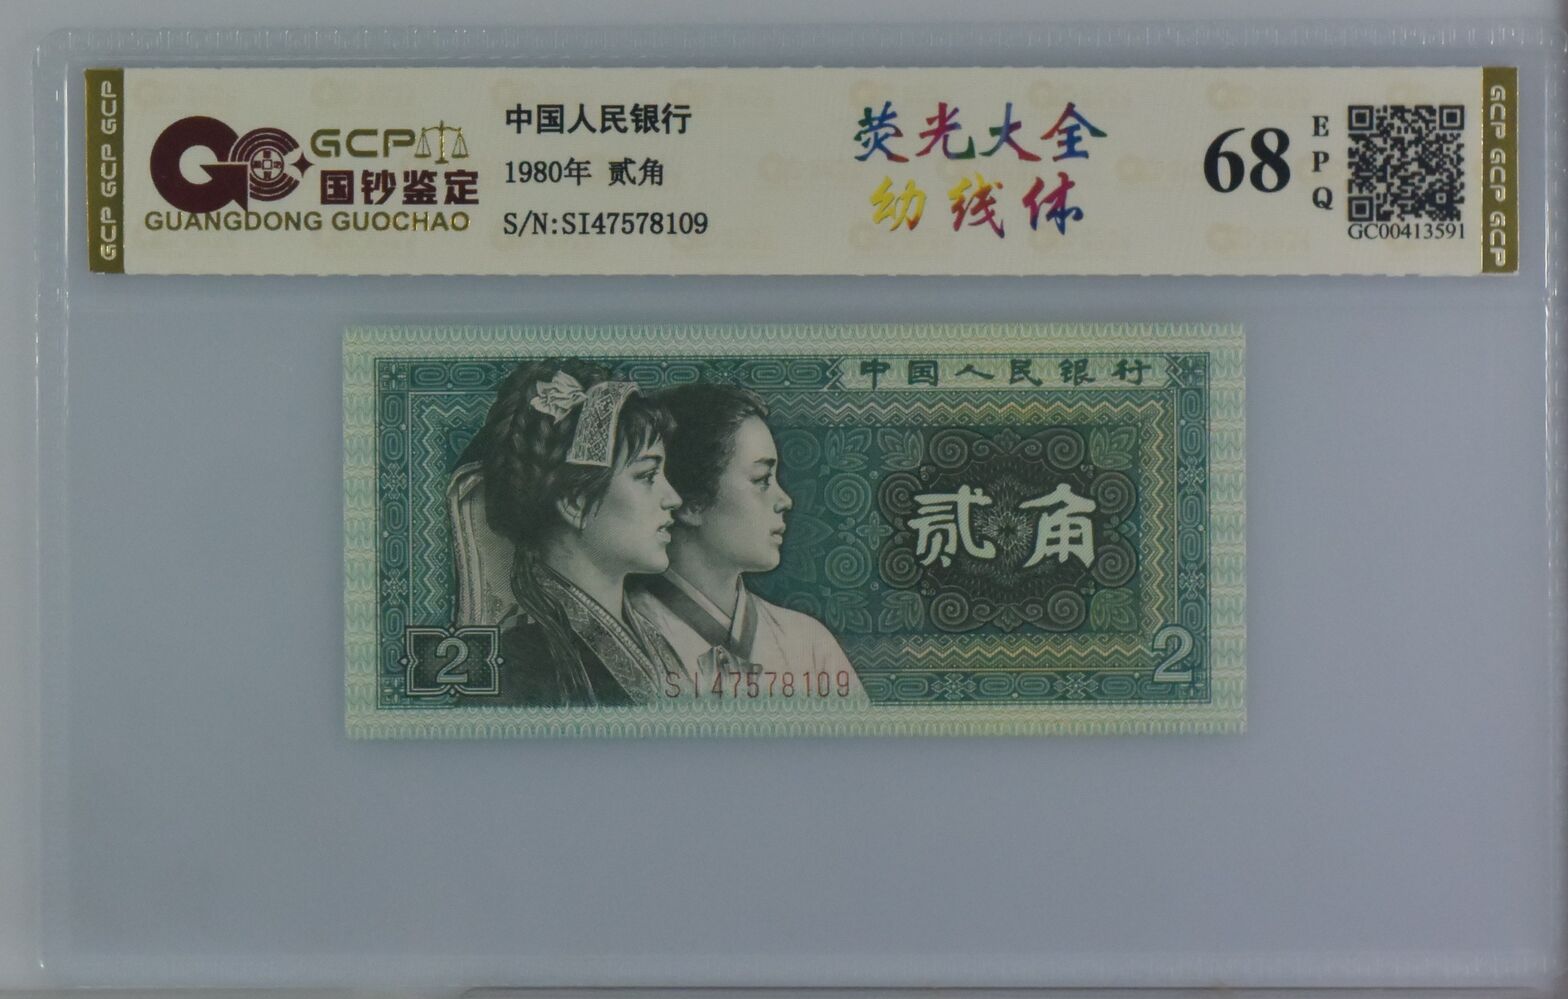 GCP GCP GCP
GCP
国钞鉴定
GUANGDONG GUOCHAO
中国人民银行
1980年 贰角
S/N:SI47578109
荧光大全
幼线体
68
EPQ
GC00413591
GCP GCP GCP
中国人民银行
贰角
2
2
SI47578109